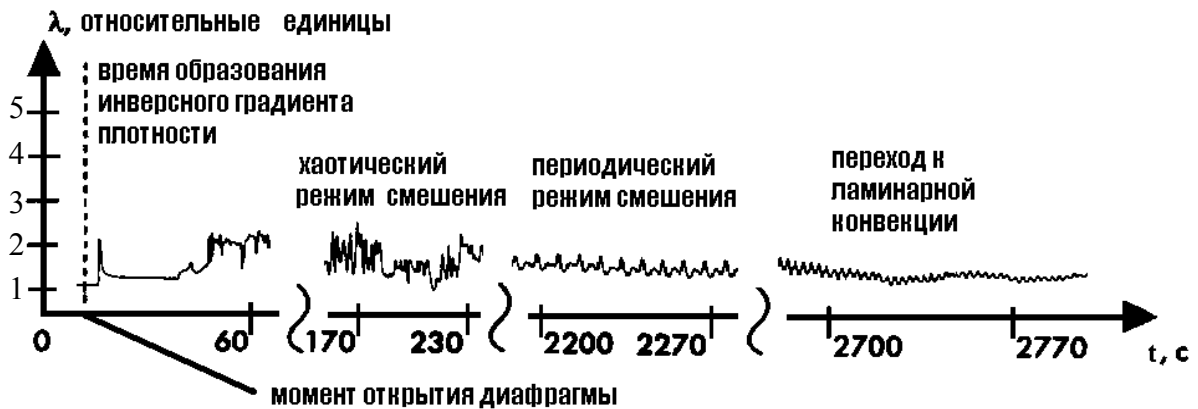 λ, относительные единицы
время образования
инверсного градиента
плотности
5
4
3
2
1
хаотический
режим смешения
периодический
режим смешения
переход к
ламинарной
конвекции
0 60 170 230 2200 2270 2700 2770 t, с
момент открытия диафрагмы